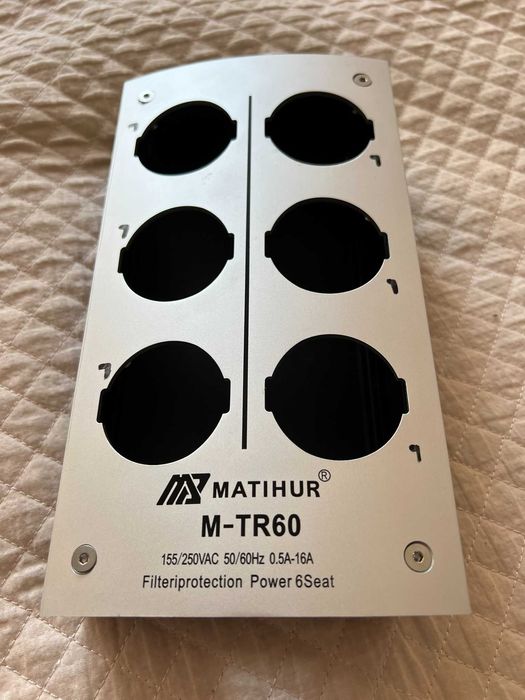 MATIHUR®
M-TR60
155/250VAC 50/60Hz 0.5A-16A
Filteriprotection Power 6Seat